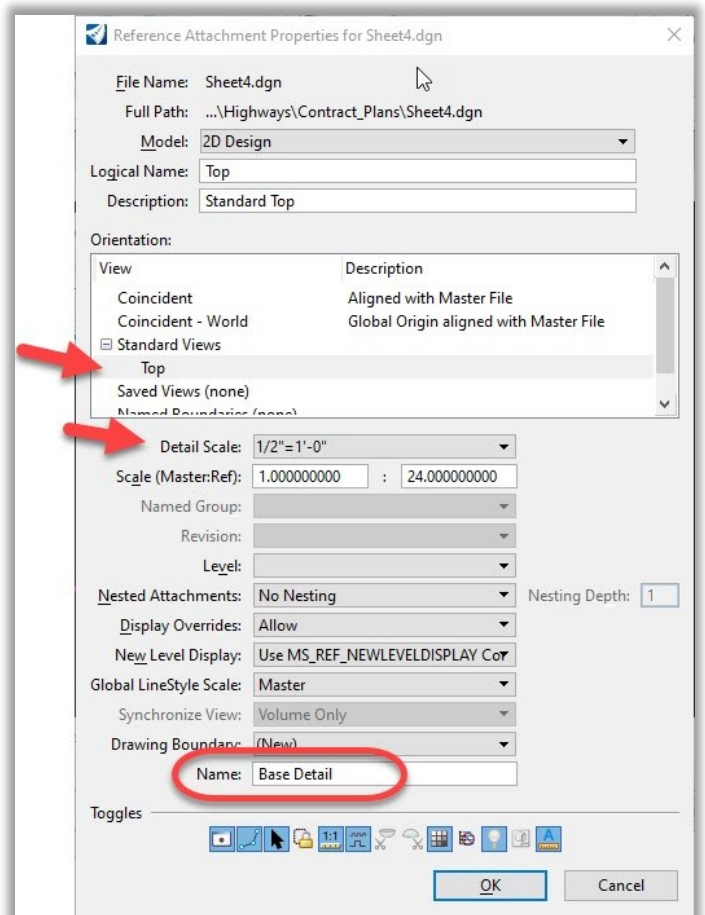 Reference Attachment Properties for Sheet4.dgn
File Name: Sheet4.dgn
Full Path: ...\Highways\Contract_Plans\Sheet4.dgn
Model: 2D Design
Logical Name: Top
Description: Standard Top
Orientation:
View Description
Coincident Aligned with Master File
Coincident - World Global Origin aligned with Master File
Standard Views
Top
Saved Views (none)
Named Boundaries (none)
Detail Scale: 1/2"=1'-0"
Scale (Master:Ref): 1.000000000 : 24.000000000
Named Group:
Revision:
Level:
Nested Attachments: No Nesting Nesting Depth: 1
Display Overrides: Allow
New Level Display: Use MS_REF_NEWLEVELDISPLAY Cor
Global LineStyle Scale: Master
Synchronize View: Volume Only
Drawing Boundary: (New)
Name: Base Detail
Toggles
1:1 A
OK Cancel